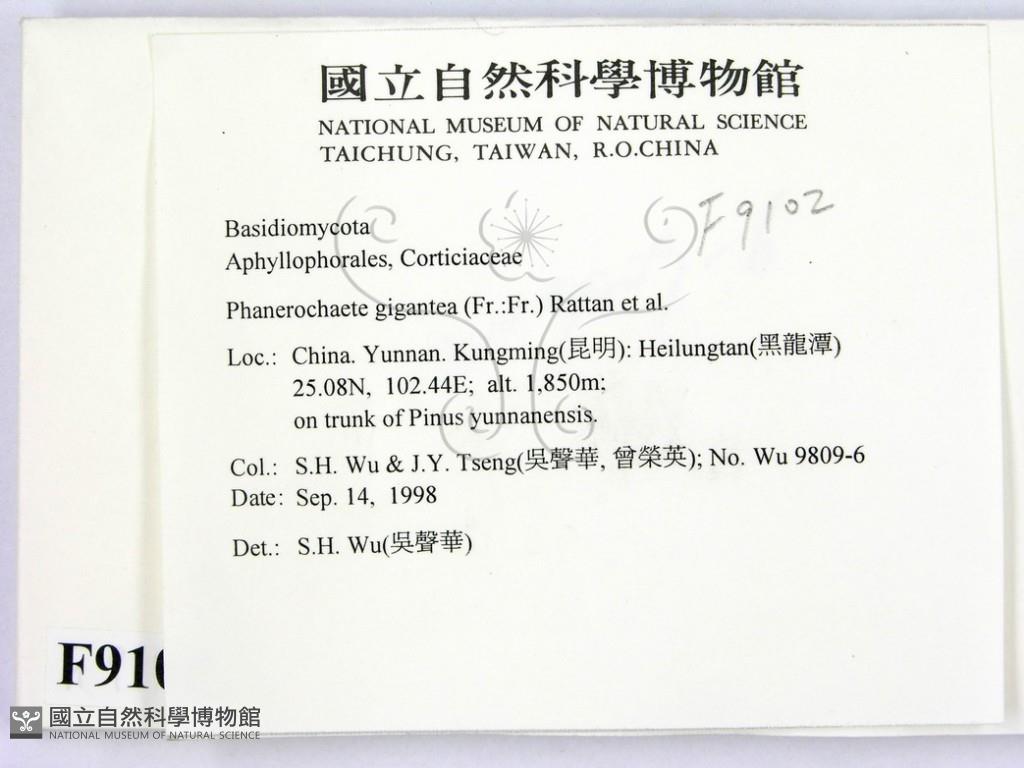 國立自然科學博物館
NATIONAL MUSEUM OF NATURAL SCIENCE
TAICHUNG, TAIWAN, R.O.CHINA
F9102
Basidiomycota
Aphyllophorales, Corticiaceae
Phanerochaete gigantea (Fr.:Fr.) Rattan et al.
Loc.: China. Yunnan. Kungming(昆明): Heilungtan(黑龍潭)
25.08N, 102.44E; alt. 1,850m;
on trunk of Pinus yunnanensis.
Col.: S.H. Wu & J.Y. Tseng(吳聲華, 曾榮英); No. Wu 9809-6
Date: Sep. 14, 1998
Det.: S.H. Wu(吳聲華)
國立自然科學博物館
NATIONAL MUSEUM OF NATURAL SCIENCE